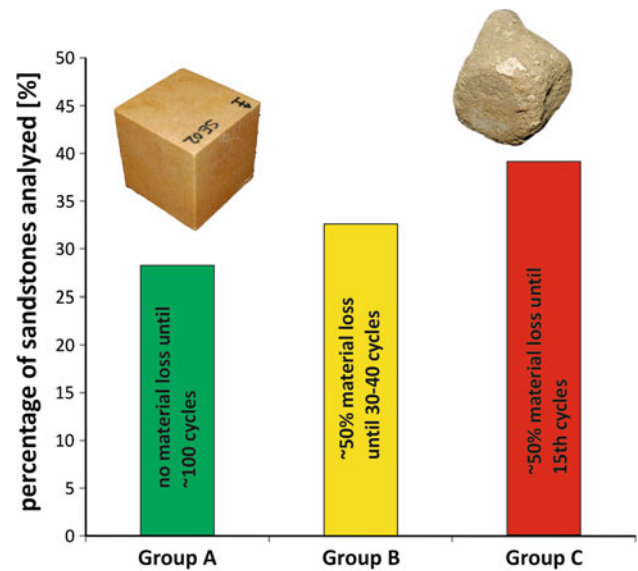 percentage of sandstones analyzed [%]
50
45
40
35
30
25
20
15
10
5
0
SE02
no material loss until
~100 cycles
~50% material loss
until 30-40 cycles
~50% material loss until
15th cycles
Group A
Group B
Group C